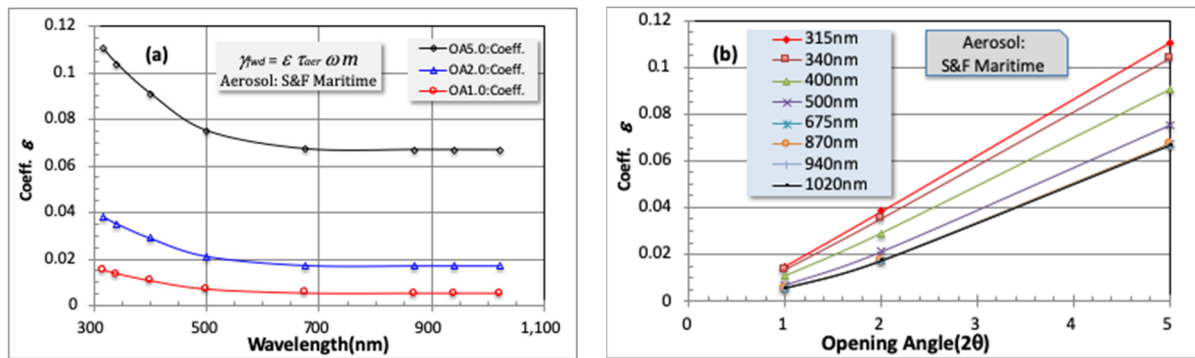 0.12
0.1
0.08
0.06
0.04
0.02
0
Coeff. ε
(a)
γfwd = ε τaer ω m
Aerosol: S&F Maritime
OA5.0:Coeff.
OA2.0:Coeff.
OA1.0:Coeff.
300 500 700 900 1,100
Wavelength(nm)
0.12
0.1
0.08
0.06
0.04
0.02
0
Coeff. ε
(b)
315nm
340nm
400nm
500nm
675nm
870nm
940nm
1020nm
Aerosol:
S&F Maritime
0 1 2 3 4 5
Opening Angle(2θ)